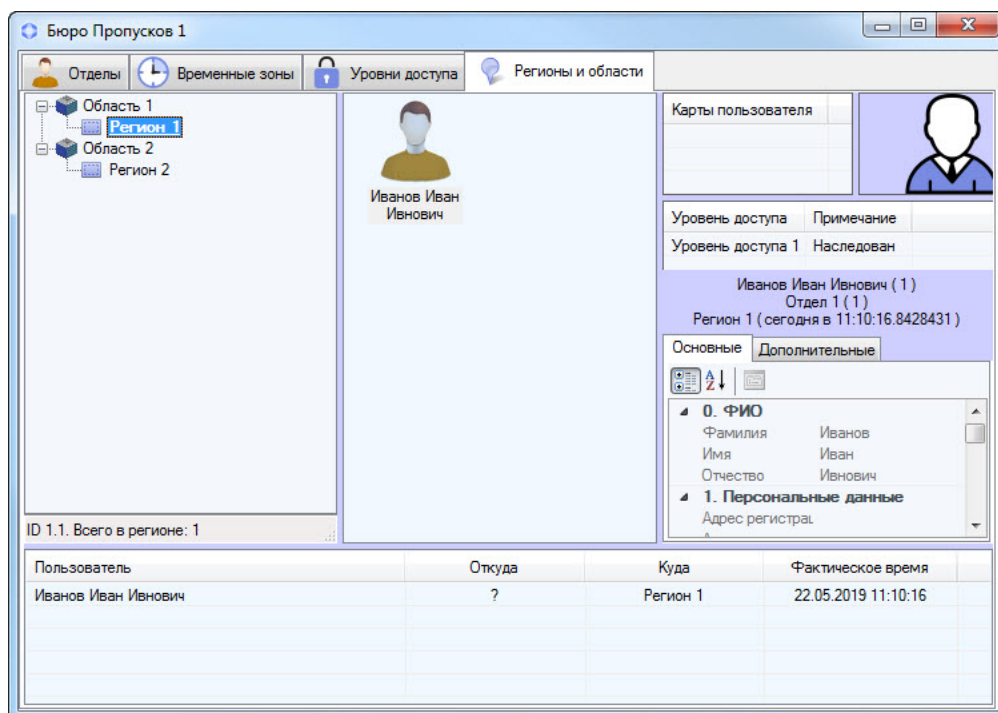 Бюро Пропусков 1
Отделы Временные зоны Уровни доступа Регионы и области
Область 1
Регион 1
Область 2
Регион 2
ID 1.1. Всего в регионе: 1
Иванов Иван
Ивнович
Карты пользователя
Уровень доступа Примечание
Уровень доступа 1 Наследован
Иванов Иван Ивнович ( 1 )
Отдел 1 ( 1 )
Регион 1 ( сегодня в 11:10:16.8428431 )
Основные Дополнительные
0. ФИО
Фамилия Иванов
Имя Иван
Отчество Ивнович
1. Персональные данные
Адрес регистрац
Пользователь Откуда Куда Фактическое время
Иванов Иван Ивнович ? Регион 1 22.05.2019 11:10:16